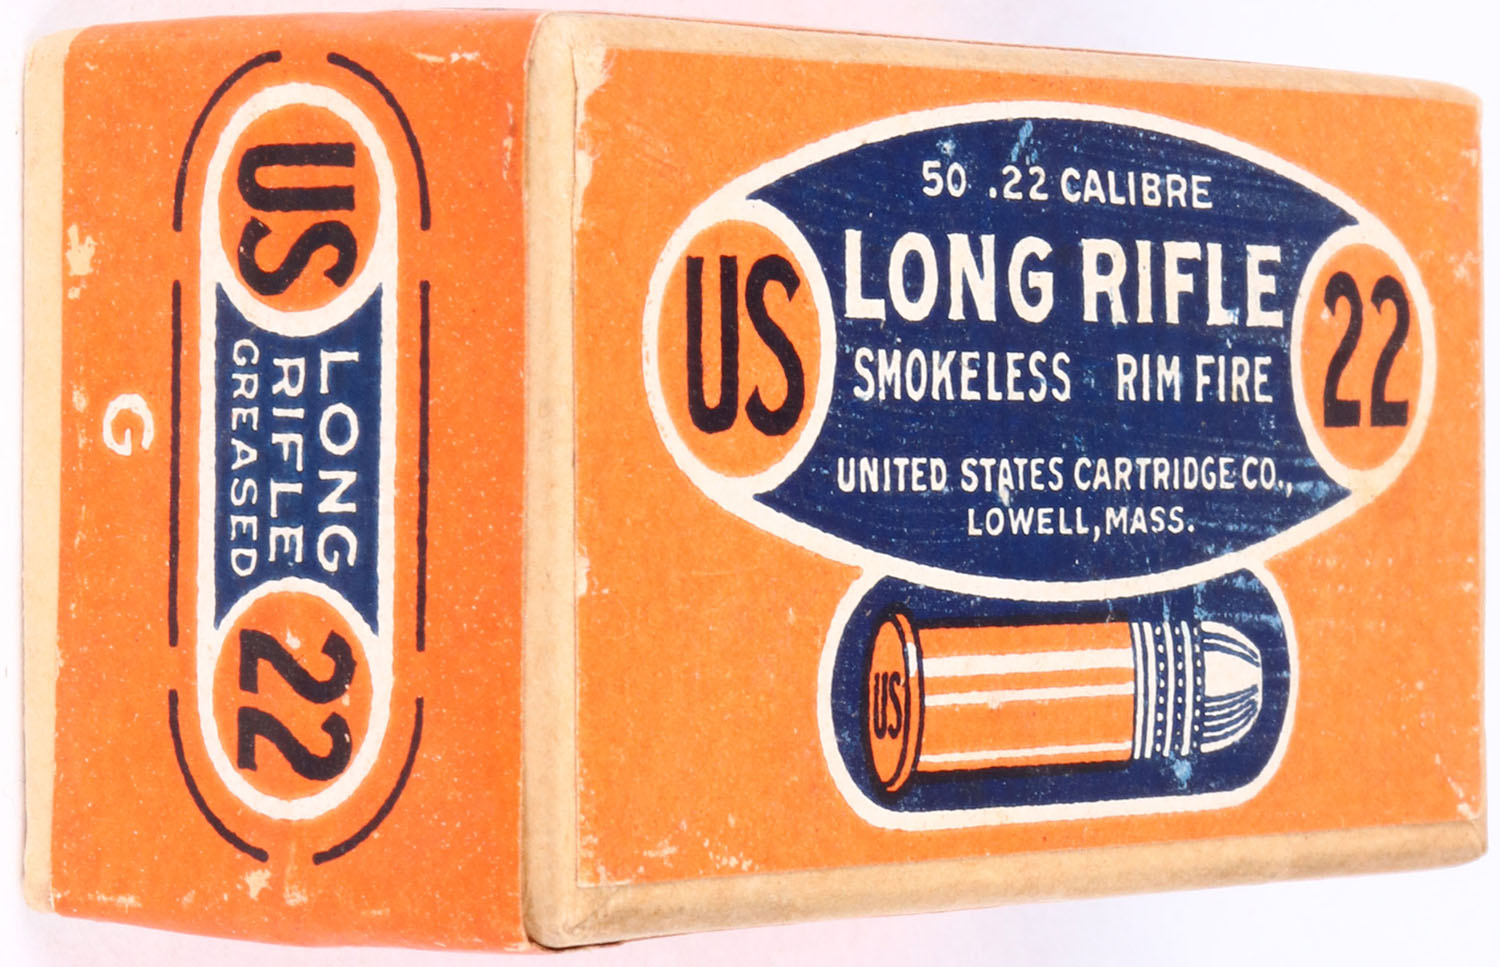 US
LONG
RIFLE
GREASED
22
G
50 .22 CALIBRE
LONG RIFLE
SMOKELESS RIM FIRE
UNITED STATES CARTRIDGE CO.,
LOWELL, MASS.
US
22
US